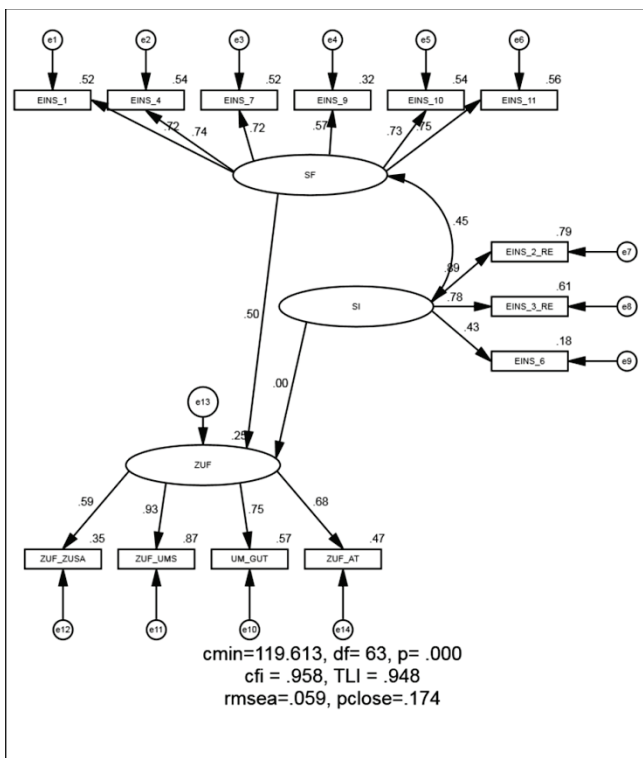 e1 e2 e3 e4 e5 e6
.52 .54 .52 .32 .54 .56
EINS_1 EINS_4 EINS_7 EINS_9 EINS_10 EINS_11
.72 .74 .72 .57 .73 .75
SF
.45
.79
EINS_2_RE e7
.89
.61
.78 EINS_3_RE e8
SI
.50
.43 .18
EINS_6 e9
.00
e13
.25
ZUF
.59 .93 .75 .68
.35 .87 .57 .47
ZUF_ZUSA ZUF_UMS UM_GUT ZUF_AT
e12 e11 e10 e14
cmin=119.613, df= 63, p= .000
cfi = .958, TLI = .948
rmsea=.059, pclose=.174